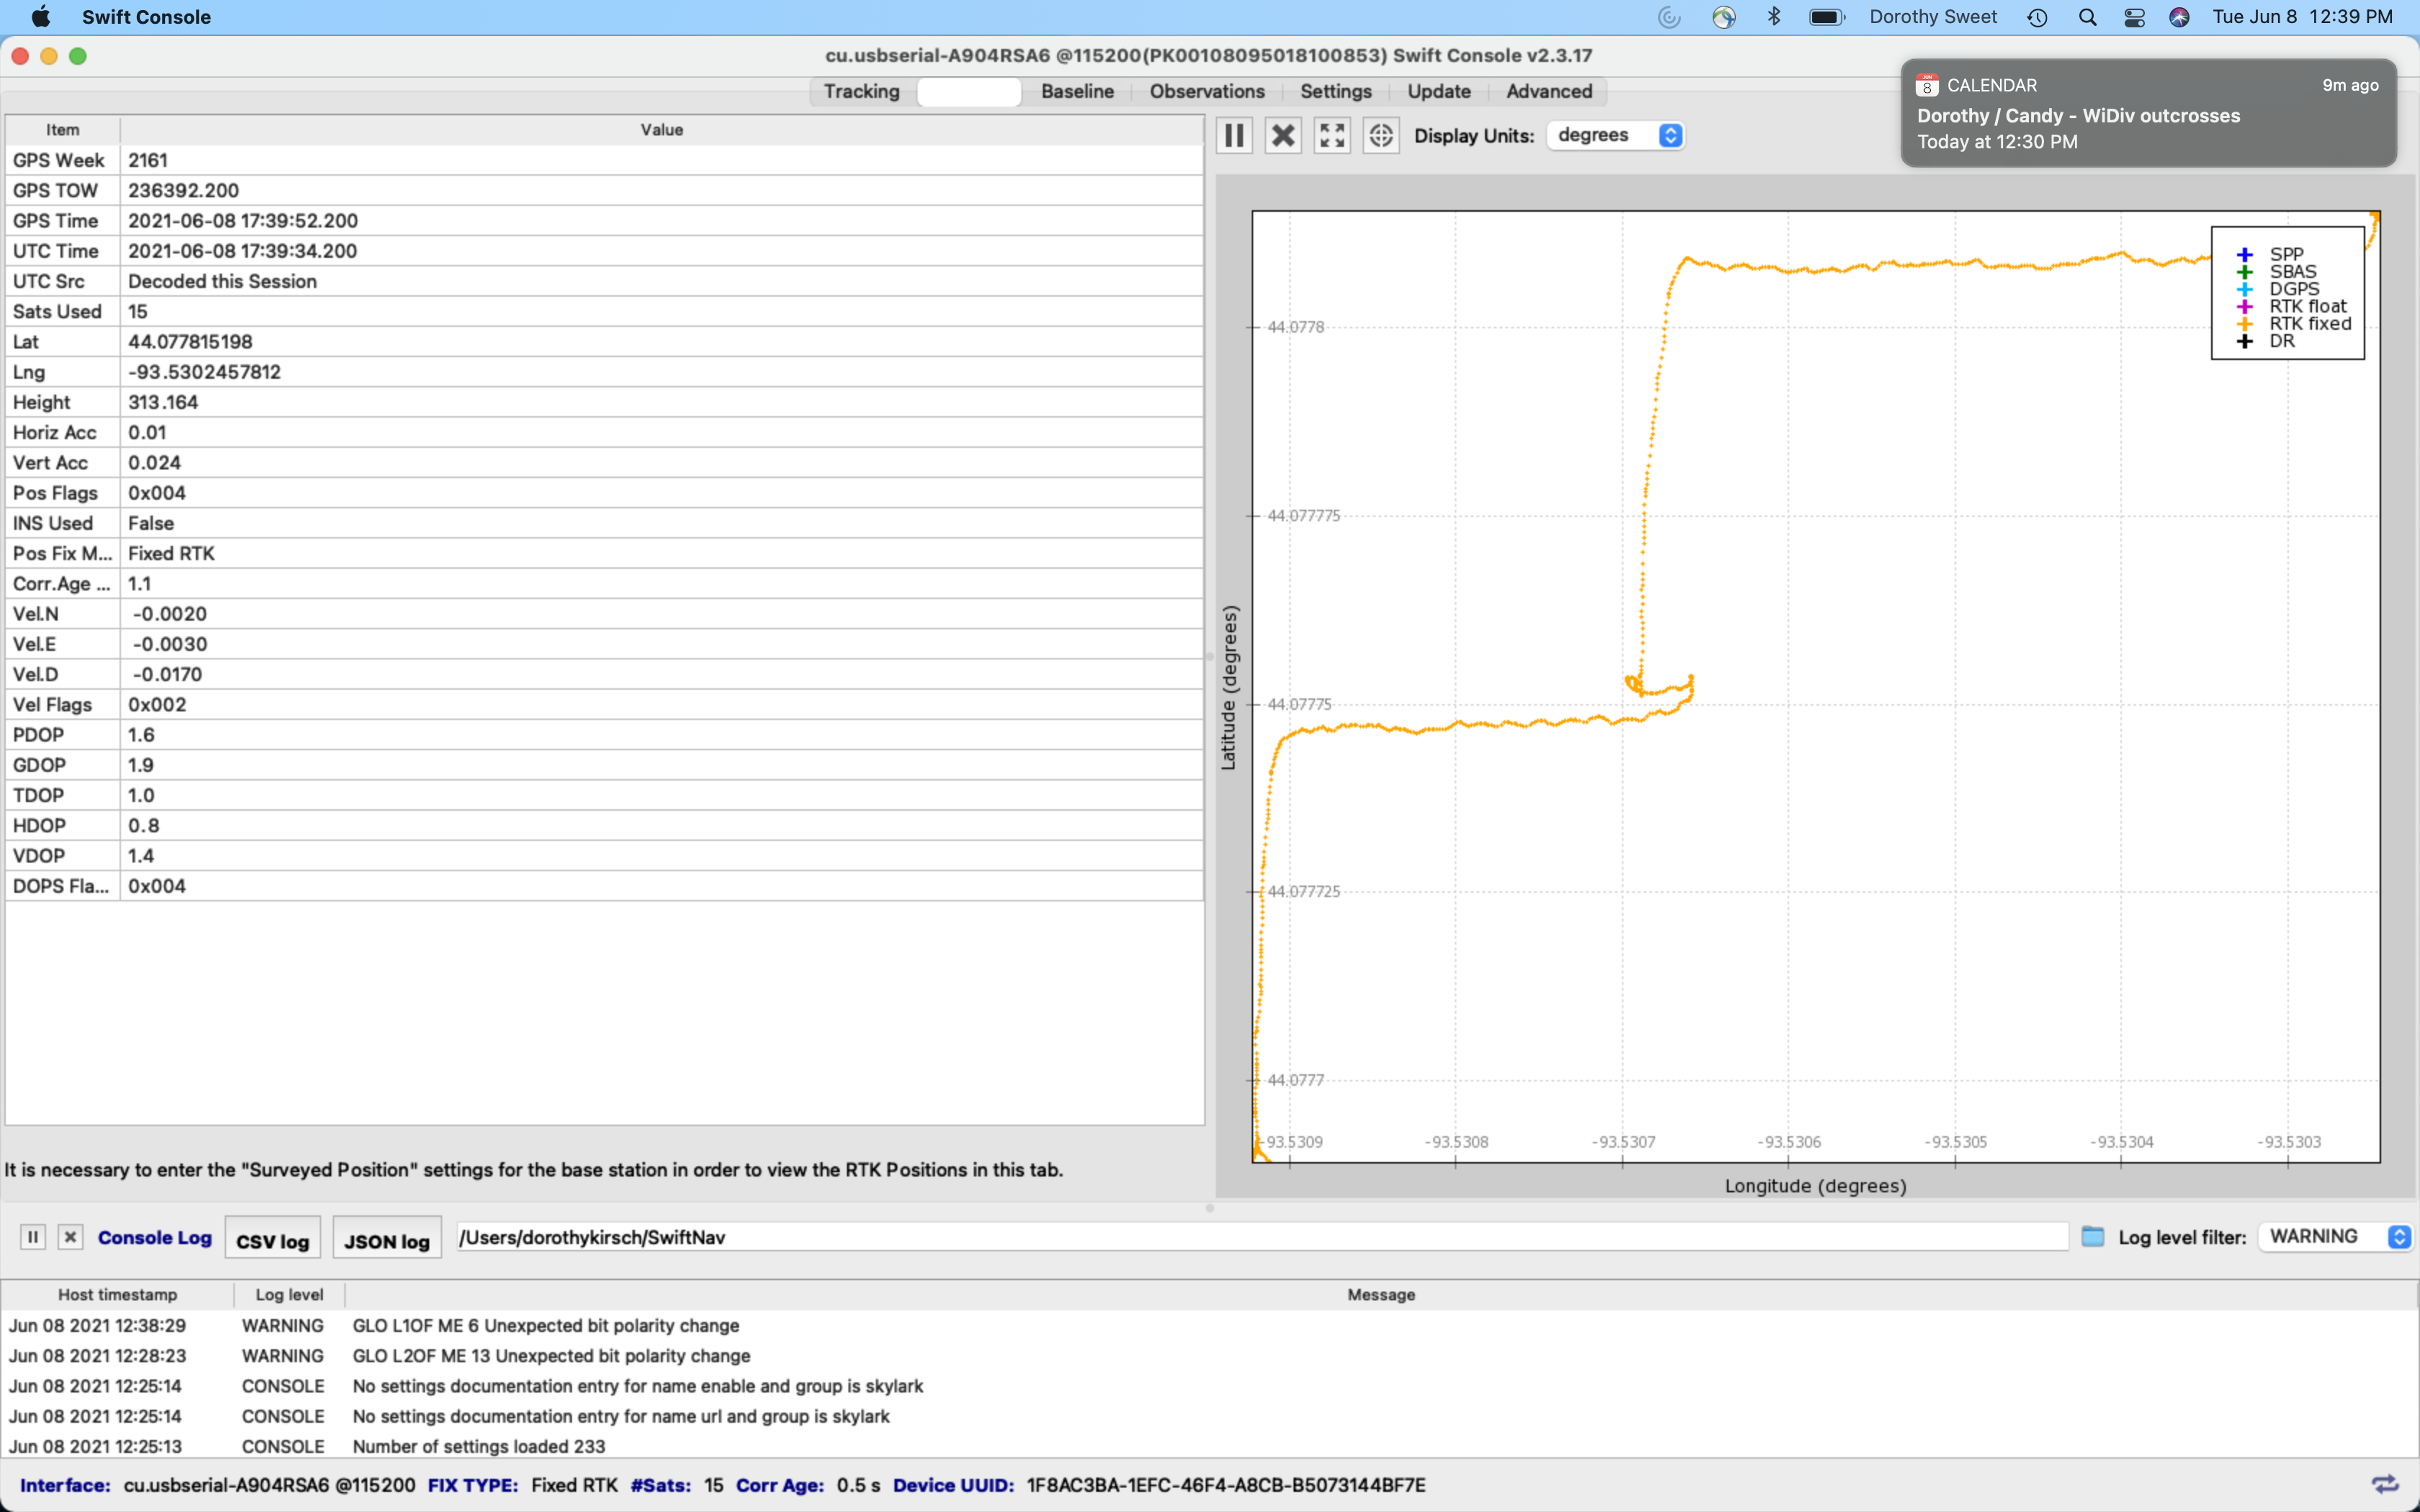 Swift Console
Dorothy Sweet
Tue Jun 8 12:39 PM
cu.usbserial-A904RSA6 @115200(PK00108095018100853) Swift Console v2.3.17
Tracking Baseline Observations Settings Update Advanced
JUN 8 CALENDAR 9m ago
Dorothy / Candy - WiDiv outcrosses
Today at 12:30 PM
Item Value
GPS Week 2161
GPS TOW 236392.200
GPS Time 2021-06-08 17:39:52.200
UTC Time 2021-06-08 17:39:34.200
UTC Src Decoded this Session
Sats Used 15
Lat 44.077815198
Lng -93.5302457812
Height 313.164
Horiz Acc 0.01
Vert Acc 0.024
Pos Flags 0x004
INS Used False
Pos Fix M... Fixed RTK
Corr.Age ... 1.1
Vel.N -0.0020
Vel.E -0.0030
Vel.D -0.0170
Vel Flags 0x002
PDOP 1.6
GDOP 1.9
TDOP 1.0
HDOP 0.8
VDOP 1.4
DOPS Fla... 0x004
It is necessary to enter the "Surveyed Position" settings for the base station in order to view the RTK Positions in this tab.
Display Units: degrees
SPP
SBAS
DGPS
RTK float
RTK fixed
DR
44.0778
44.077775
44.07775
44.077725
44.0777
Latitude (degrees)
-93.5309 -93.5308 -93.5307 -93.5306 -93.5305 -93.5304 -93.5303
Longitude (degrees)
Console Log CSV log JSON log /Users/dorothykirsch/SwiftNav Log level filter: WARNING
Host timestamp Log level Message
Jun 08 2021 12:38:29 WARNING GLO L1OF ME 6 Unexpected bit polarity change
Jun 08 2021 12:28:23 WARNING GLO L2OF ME 13 Unexpected bit polarity change
Jun 08 2021 12:25:14 CONSOLE No settings documentation entry for name enable and group is skylark
Jun 08 2021 12:25:14 CONSOLE No settings documentation entry for name url and group is skylark
Jun 08 2021 12:25:13 CONSOLE Number of settings loaded 233
Interface: cu.usbserial-A904RSA6 @115200 FIX TYPE: Fixed RTK #Sats: 15 Corr Age: 0.5 s Device UUID: 1F8AC3BA-1EFC-46F4-A8CB-B5073144BF7E